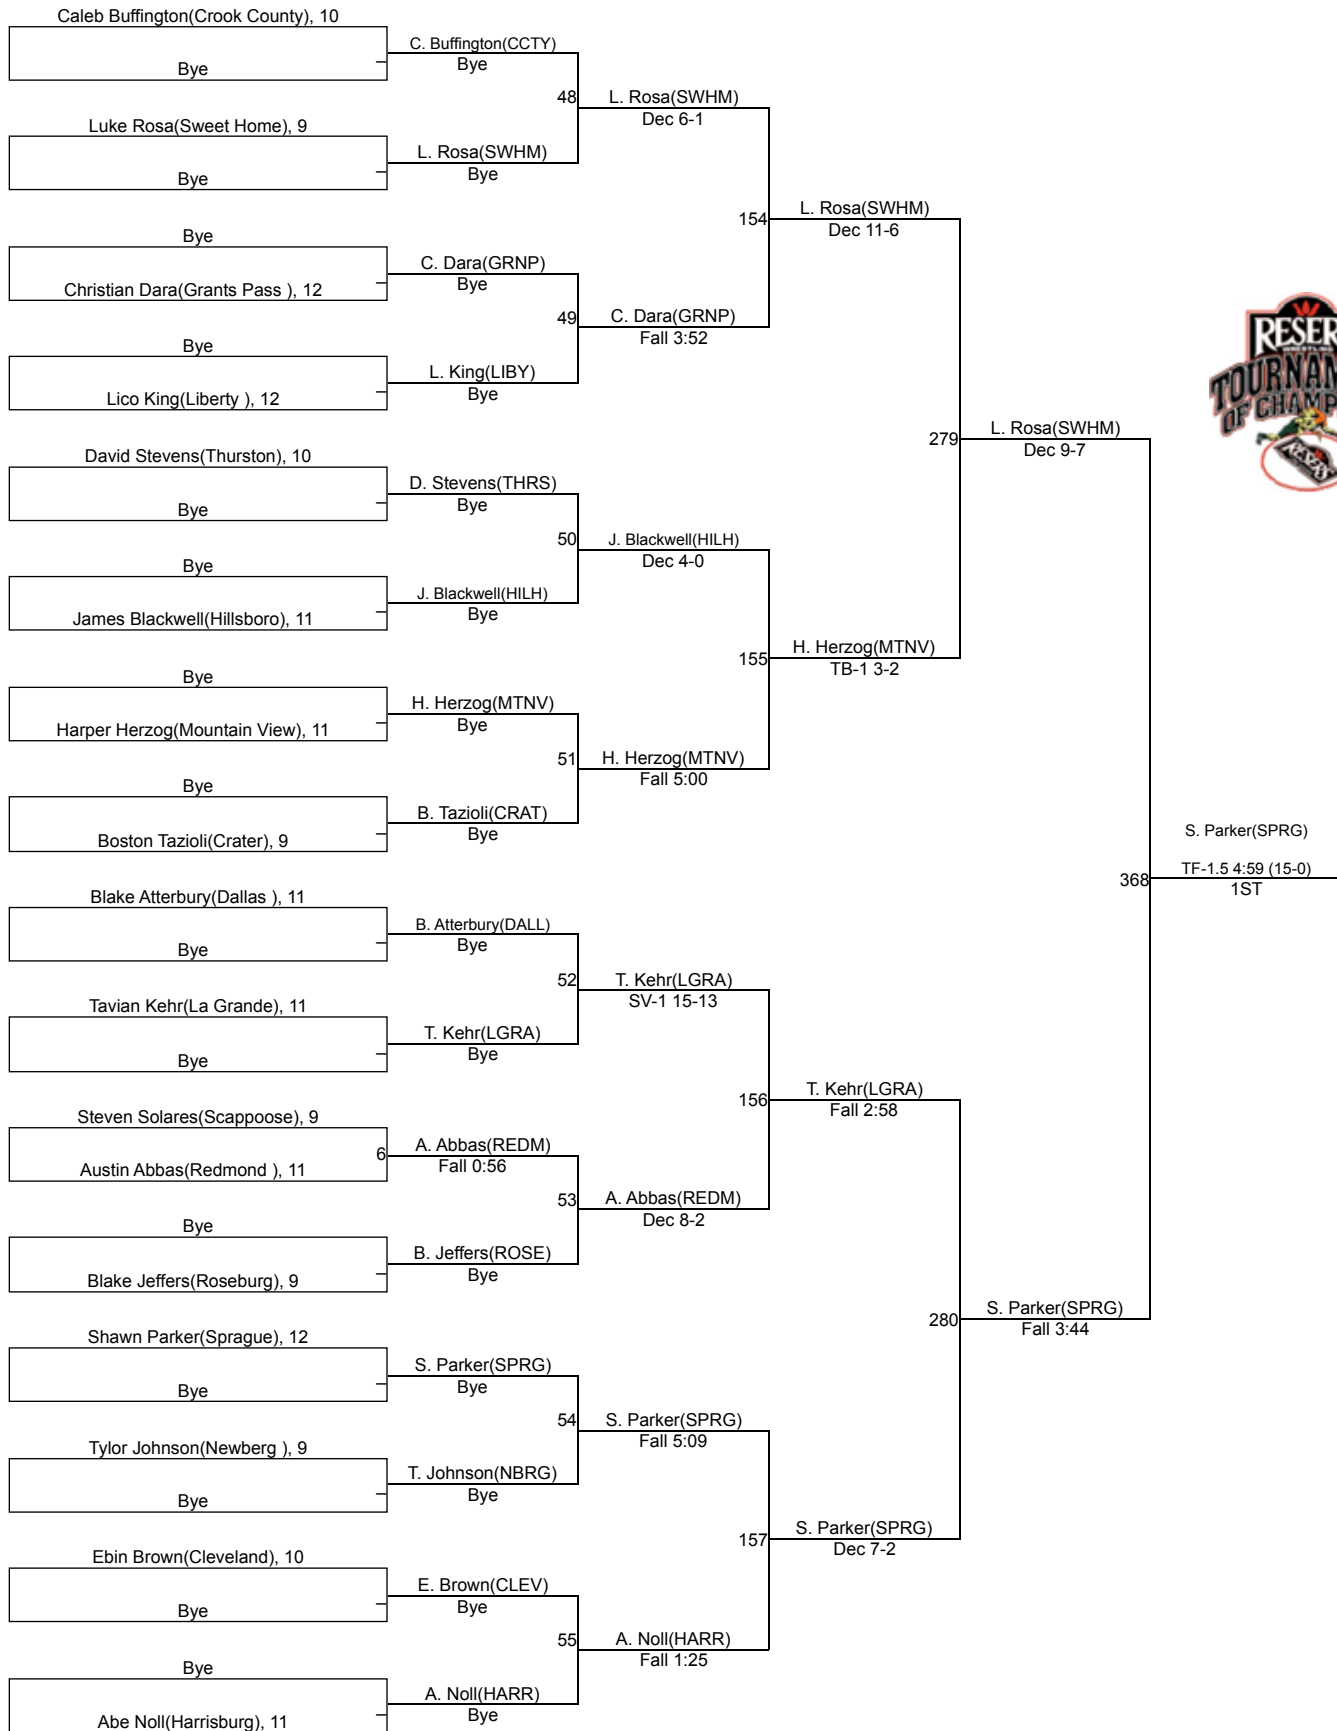 Caleb Buffington(Crook County), 10
Bye
C. Buffington(CCTY)
Bye
48
Luke Rosa(Sweet Home), 9
Bye
L. Rosa(SWHM)
Bye
L. Rosa(SWHM)
Dec 6-1
154
Bye
Christian Dara(Grants Pass ), 12
C. Dara(GRNP)
Bye
49
Bye
Lico King(Liberty ), 12
L. King(LIBY)
Bye
C. Dara(GRNP)
Fall 3:52
L. Rosa(SWHM)
Dec 11-6
279
David Stevens(Thurston), 10
Bye
D. Stevens(THRS)
Bye
50
Bye
James Blackwell(Hillsboro), 11
J. Blackwell(HILH)
Bye
J. Blackwell(HILH)
Dec 4-0
155
Bye
Harper Herzog(Mountain View), 11
H. Herzog(MTNV)
Bye
51
Bye
Boston Tazioli(Crater), 9
B. Tazioli(CRAT)
Bye
H. Herzog(MTNV)
Fall 5:00
H. Herzog(MTNV)
TB-1 3-2
L. Rosa(SWHM)
Dec 9-7
368
Blake Atterbury(Dallas ), 11
Bye
B. Atterbury(DALL)
Bye
52
Tavian Kehr(La Grande), 11
Bye
T. Kehr(LGRA)
Bye
T. Kehr(LGRA)
SV-1 15-13
156
Steven Solares(Scappoose), 9
6
Austin Abbas(Redmond ), 11
A. Abbas(REDM)
Fall 0:56
53
Bye
Blake Jeffers(Roseburg), 9
B. Jeffers(ROSE)
Bye
A. Abbas(REDM)
Dec 8-2
T. Kehr(LGRA)
Fall 2:58
280
Shawn Parker(Sprague), 12
Bye
S. Parker(SPRG)
Bye
54
Tylor Johnson(Newberg ), 9
Bye
T. Johnson(NBRG)
Bye
S. Parker(SPRG)
Fall 5:09
157
Ebin Brown(Cleveland), 10
Bye
E. Brown(CLEV)
Bye
55
Bye
Abe Noll(Harrisburg), 11
A. Noll(HARR)
Bye
A. Noll(HARR)
Fall 1:25
S. Parker(SPRG)
Dec 7-2
S. Parker(SPRG)
Fall 3:44
S. Parker(SPRG)
TF-1.5 4:59 (15-0)
1ST
RESER
WRESTLING
TOURNAM
OF CHAMP
RESERS